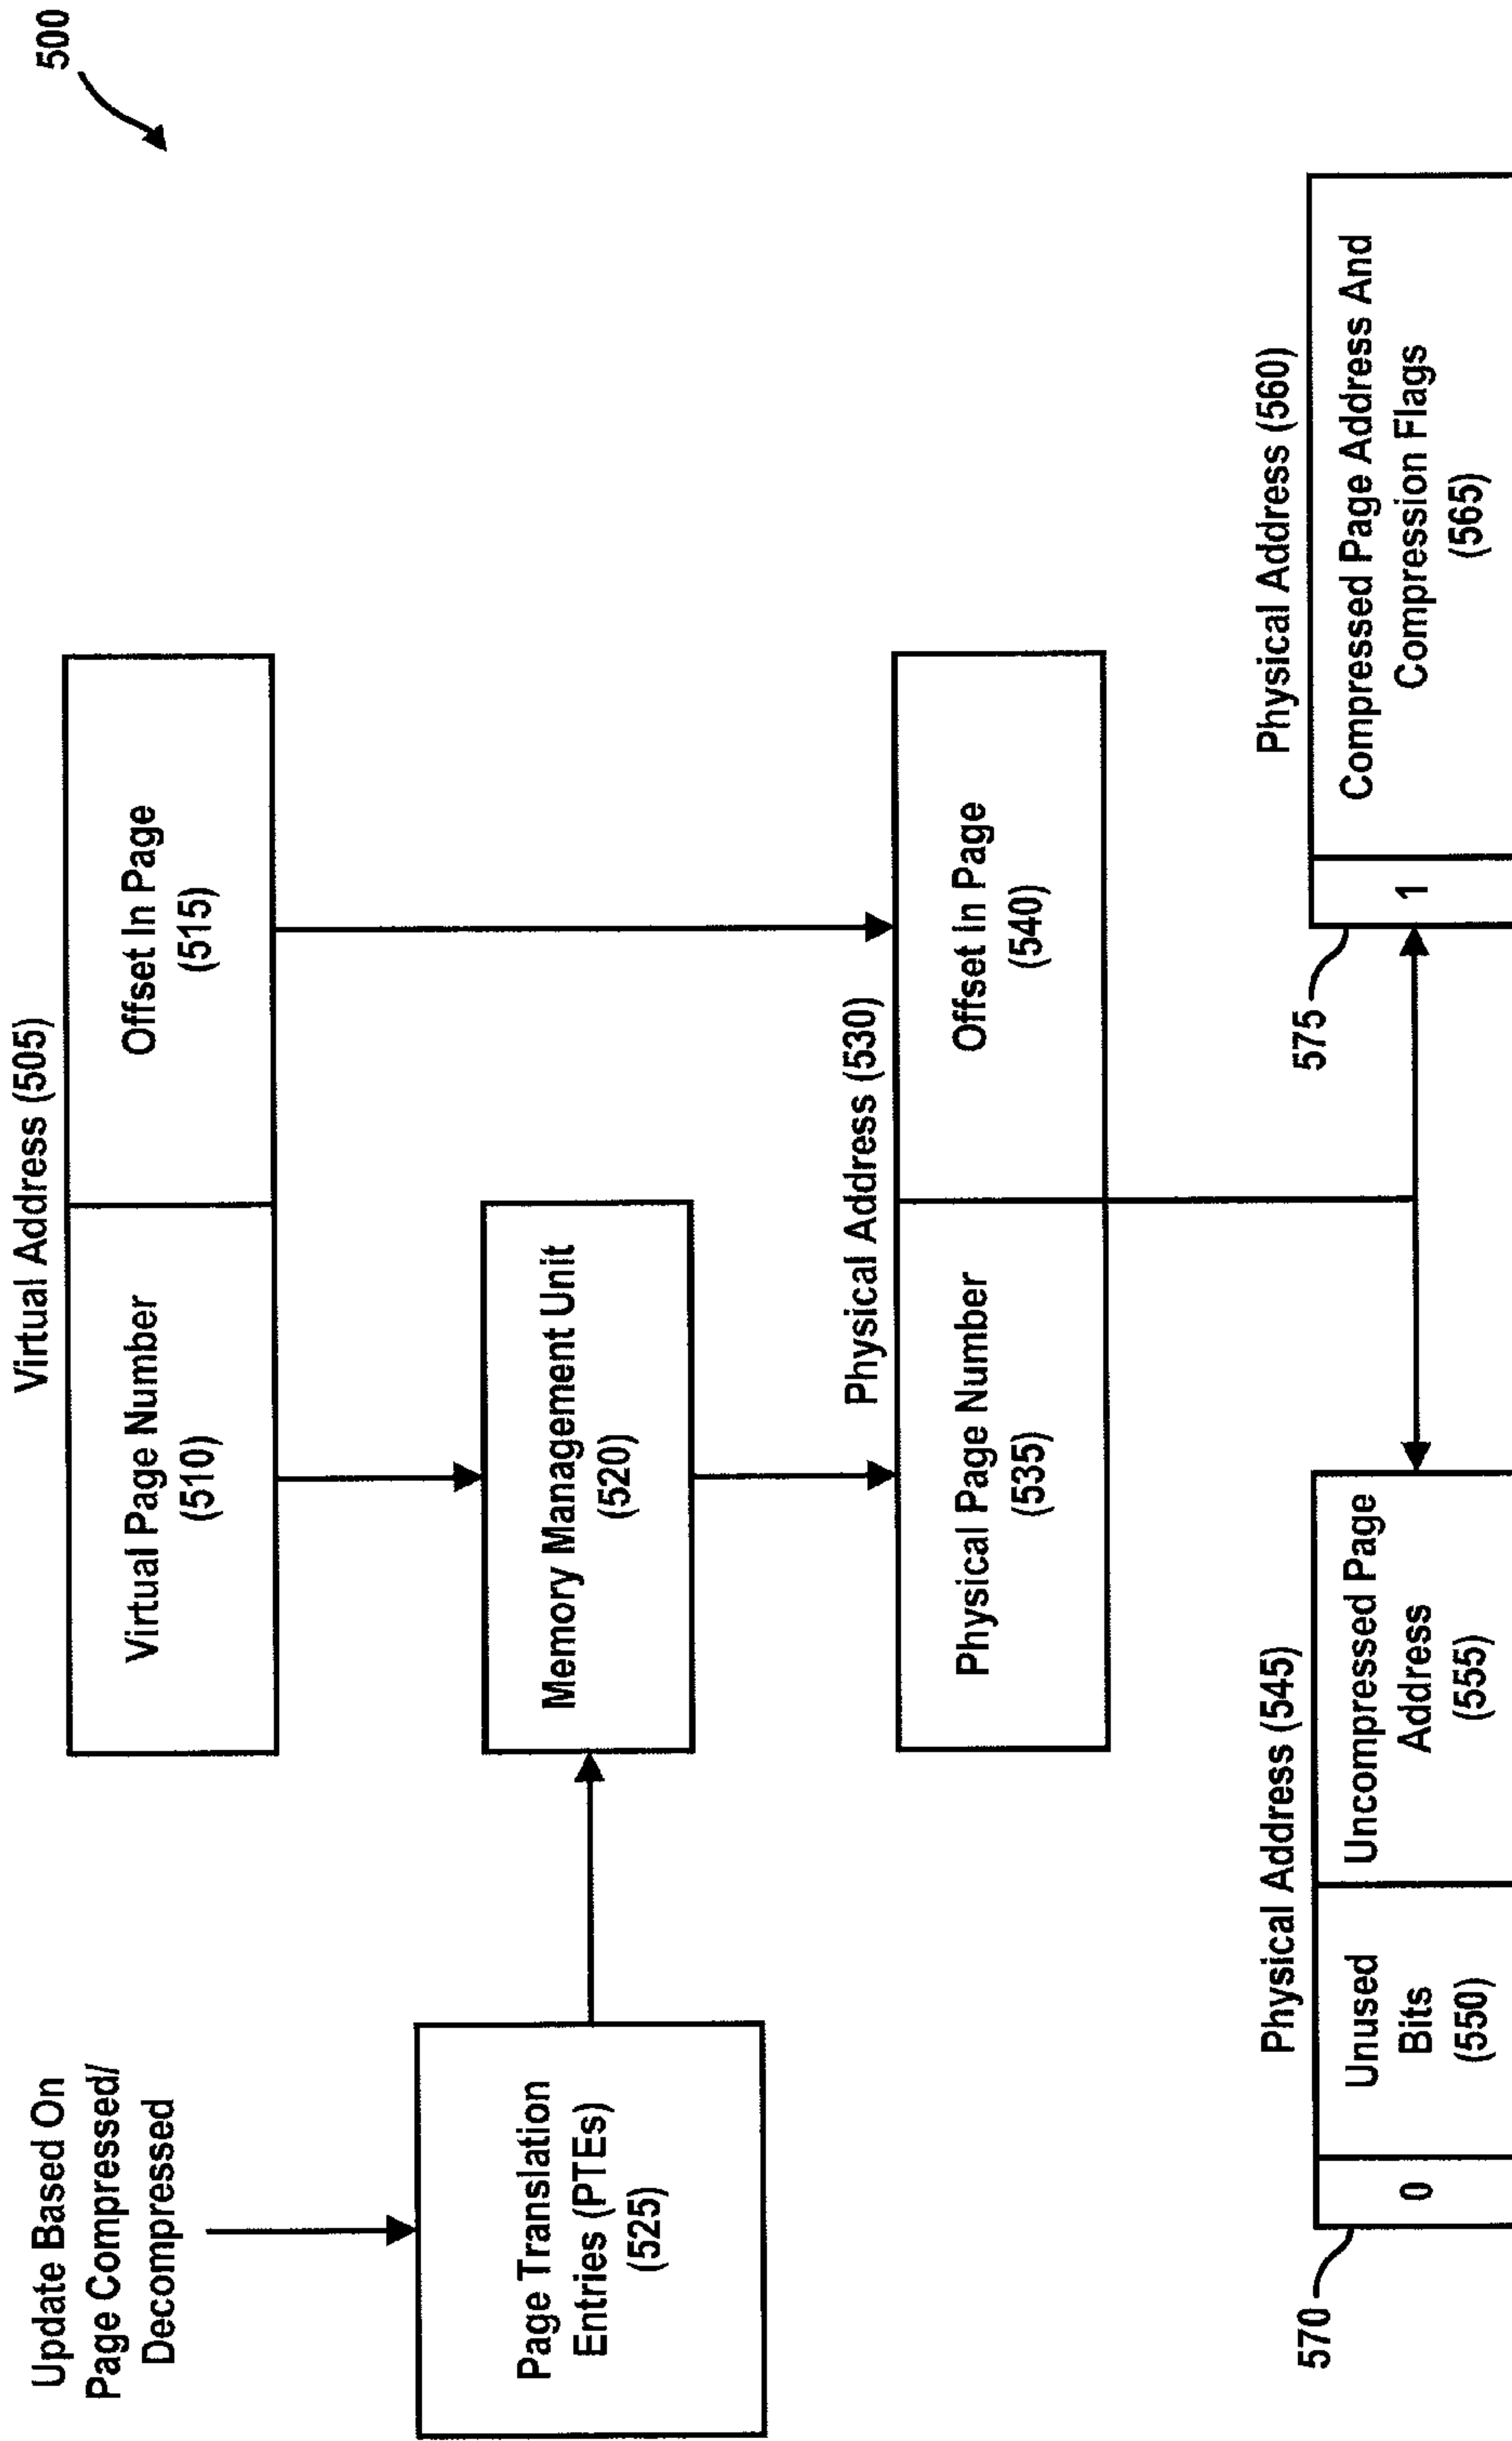 500
Virtual Address (505)
Virtual Page Number
(510)
Offset In Page
(515)
Update Based On
Page Compressed/
Decompressed
Page Translation
Entries (PTEs)
(525)
Memory Management Unit
(520)
Physical Address (530)
Physical Page Number
(535)
Offset In Page
(540)
570
Physical Address (545)
0
Unused
Bits
(550)
Uncompressed Page
Address
(555)
575
Physical Address (560)
1
Compressed Page Address And
Compression Flags
(565)